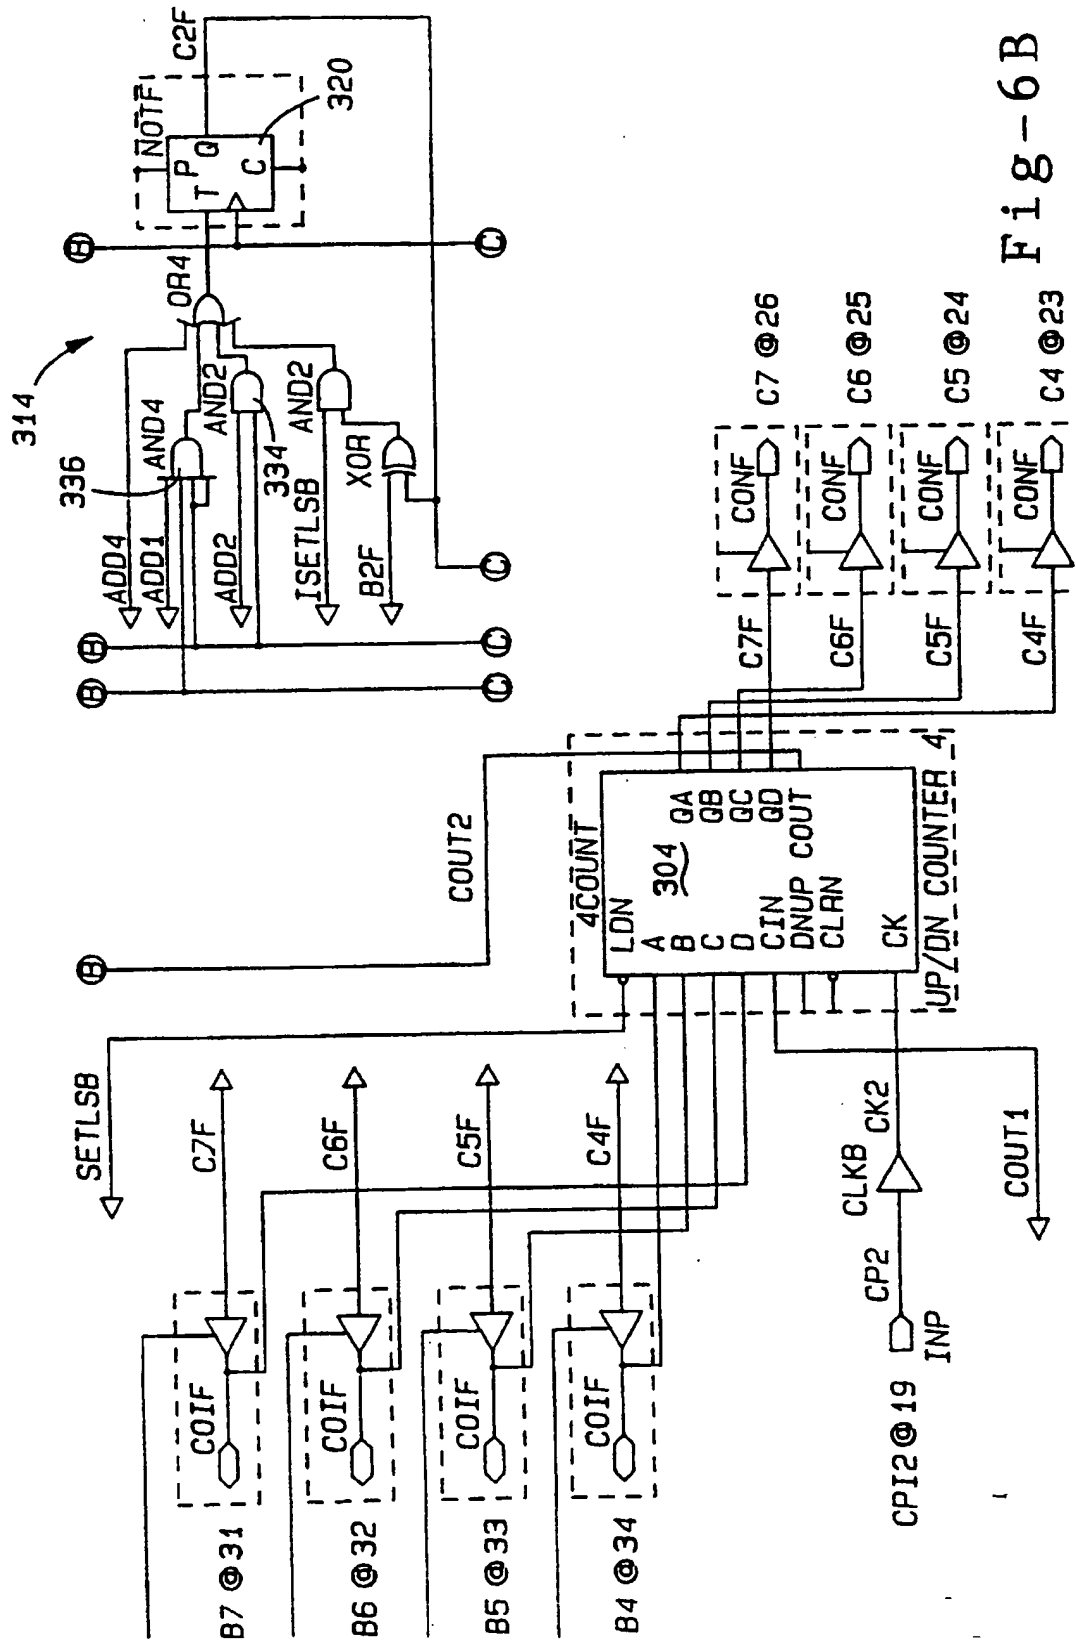 314
336
ADD4
ADD1
AND4
ADD2
AND2
334
ISETLSB
AND2
B2F
XOR
OR4
NOTF
P
T
Q
C
320
C2F
B
C
B
C
B
C
C
B
COUT2
SETLSB
B7 @31
COIF
C7F
B6 @32
COIF
C6F
B5 @33
COIF
C5F
B4 @34
COIF
C4F
4COUNT
304
LDN
A
B
C
D
CIN
DNUP
CLRN
CK
QA
QB
QC
QD
COUT
UP/DN COUNTER 4
C7F
CONF
C7 @26
C6F
CONF
C6 @25
C5F
CONF
C5 @24
C4F
CONF
C4 @23
CPI2@19
INP
CP2
CLKB
CK2
COUT1
Fig-6B